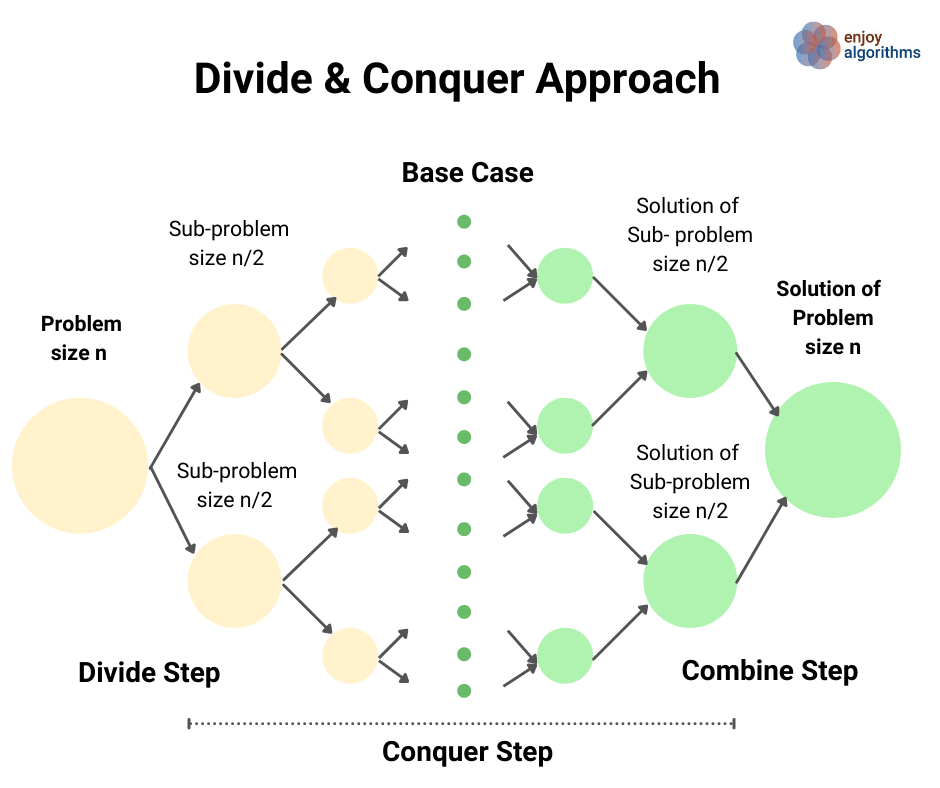 enjoy
algorithms
Divide & Conquer Approach
Base Case
Sub-problem
size n/2
Solution of
Sub- problem
size n/2
Problem
size n
Solution of
Problem
size n
Sub-problem
size n/2
Solution of
Sub-problem
size n/2
Divide Step
Combine Step
Conquer Step